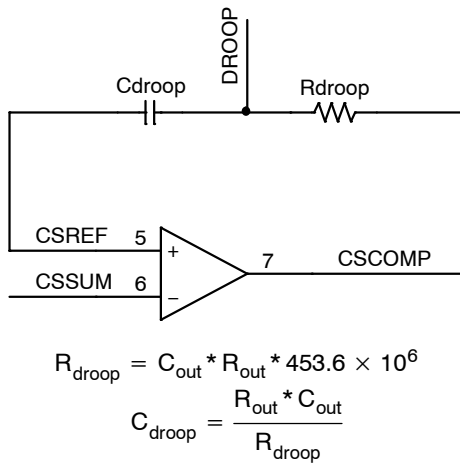 DROOP
Cdroop
Rdroop
CSREF 5
+
CSSUM 6
−
7 CSCOMP
R_droop = C_out * R_out * 453.6 × 10^6
C_droop = R_out * C_out / R_droop